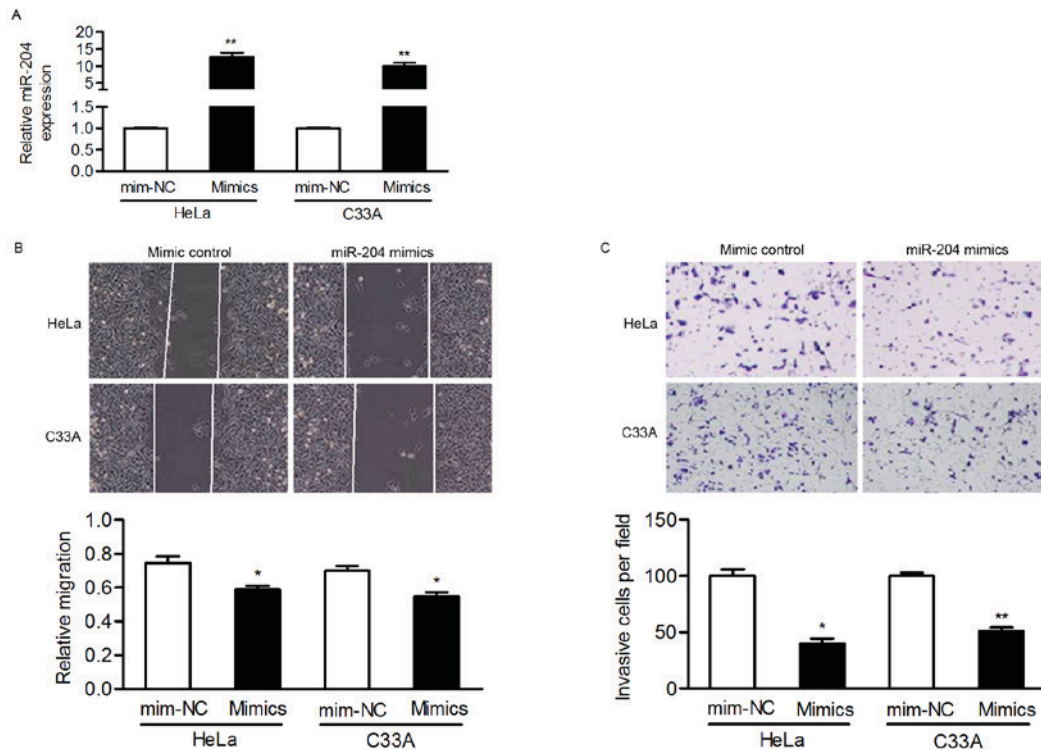 A
Relative miR-204
expression
20
15
10
5
1.5
1.0
0.5
0.0
** **
mim-NC Mimics mim-NC Mimics
HeLa C33A
B
Mimic control miR-204 mimics
HeLa
C33A
Relative migration
1.0
0.8
0.6
0.4
0.2
0.0
* *
mim-NC Mimics mim-NC Mimics
HeLa C33A
C
Mimic control miR-204 mimics
HeLa
C33A
Invasive cells per field
150
100
50
0
* **
mim-NC Mimics mim-NC Mimics
HeLa C33A